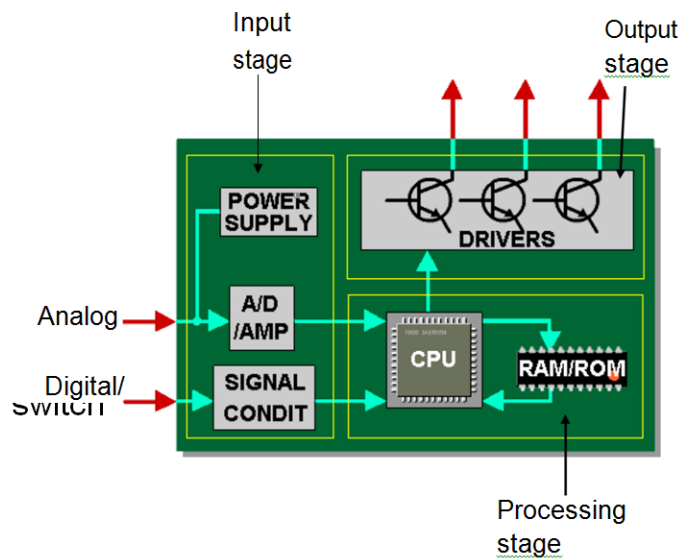 Input
stage
Output
stage
POWER
SUPPLY
DRIVERS
Analog
A/D
/AMP
CPU
RAM/ROM
Digital/
switch
SIGNAL
CONDIT
Processing
stage